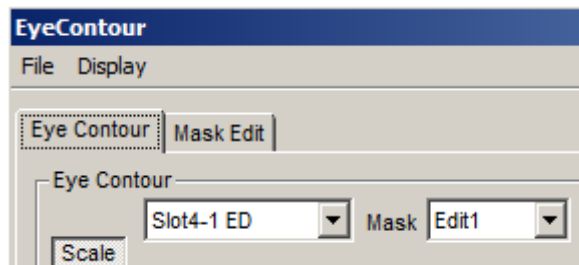 EyeContour
File Display
Eye Contour Mask Edit
Eye Contour
Slot4-1 ED Mask Edit1
Scale